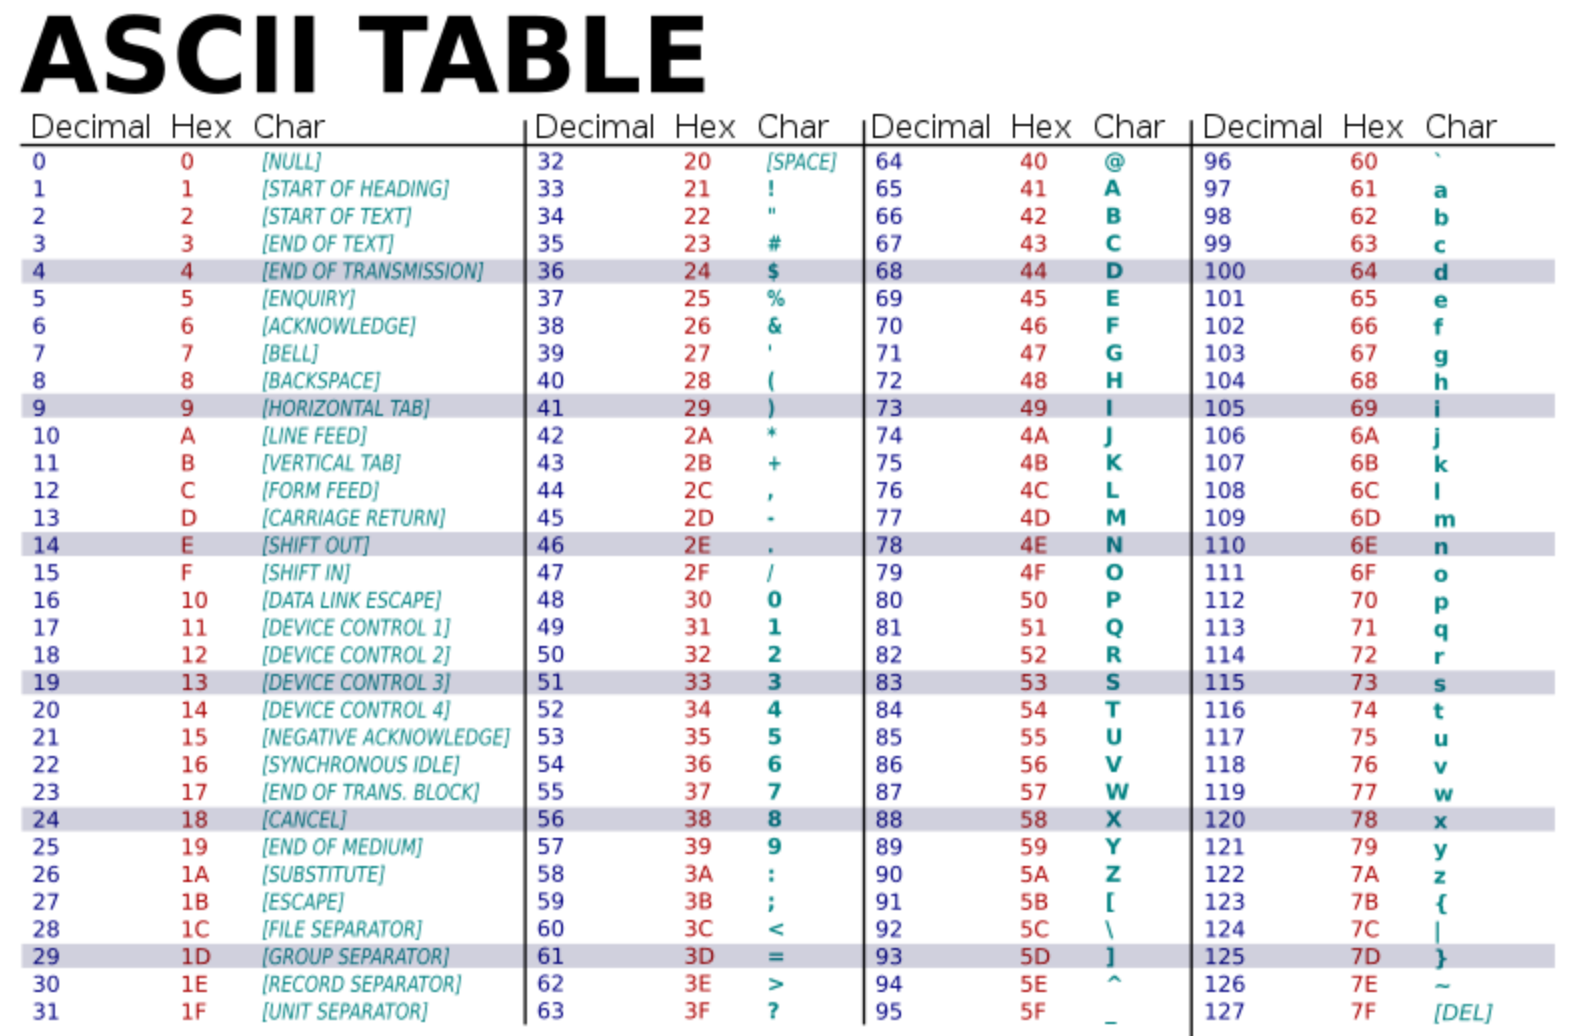 ASCII TABLE
Decimal Hex Char Decimal Hex Char Decimal Hex Char Decimal Hex Char
0 0 [NULL] 32 20 [SPACE] 64 40 @ 96 60 `
1 1 [START OF HEADING] 33 21 ! 65 41 A 97 61 a
2 2 [START OF TEXT] 34 22 " 66 42 B 98 62 b
3 3 [END OF TEXT] 35 23 # 67 43 C 99 63 c
4 4 [END OF TRANSMISSION] 36 24 $ 68 44 D 100 64 d
5 5 [ENQUIRY] 37 25 % 69 45 E 101 65 e
6 6 [ACKNOWLEDGE] 38 26 & 70 46 F 102 66 f
7 7 [BELL] 39 27 ' 71 47 G 103 67 g
8 8 [BACKSPACE] 40 28 ( 72 48 H 104 68 h
9 9 [HORIZONTAL TAB] 41 29 ) 73 49 I 105 69 i
10 A [LINE FEED] 42 2A * 74 4A J 106 6A j
11 B [VERTICAL TAB] 43 2B + 75 4B K 107 6B k
12 C [FORM FEED] 44 2C , 76 4C L 108 6C l
13 D [CARRIAGE RETURN] 45 2D - 77 4D M 109 6D m
14 E [SHIFT OUT] 46 2E . 78 4E N 110 6E n
15 F [SHIFT IN] 47 2F / 79 4F O 111 6F o
16 10 [DATA LINK ESCAPE] 48 30 0 80 50 P 112 70 p
17 11 [DEVICE CONTROL 1] 49 31 1 81 51 Q 113 71 q
18 12 [DEVICE CONTROL 2] 50 32 2 82 52 R 114 72 r
19 13 [DEVICE CONTROL 3] 51 33 3 83 53 S 115 73 s
20 14 [DEVICE CONTROL 4] 52 34 4 84 54 T 116 74 t
21 15 [NEGATIVE ACKNOWLEDGE] 53 35 5 85 55 U 117 75 u
22 16 [SYNCHRONOUS IDLE] 54 36 6 86 56 V 118 76 v
23 17 [END OF TRANS. BLOCK] 55 37 7 87 57 W 119 77 w
24 18 [CANCEL] 56 38 8 88 58 X 120 78 x
25 19 [END OF MEDIUM] 57 39 9 89 59 Y 121 79 y
26 1A [SUBSTITUTE] 58 3A : 90 5A Z 122 7A z
27 1B [ESCAPE] 59 3B ; 91 5B [ 123 7B {
28 1C [FILE SEPARATOR] 60 3C < 92 5C \ 124 7C |
29 1D [GROUP SEPARATOR] 61 3D = 93 5D ] 125 7D }
30 1E [RECORD SEPARATOR] 62 3E > 94 5E ^ 126 7E ~
31 1F [UNIT SEPARATOR] 63 3F ? 95 5F _ 127 7F [DEL]